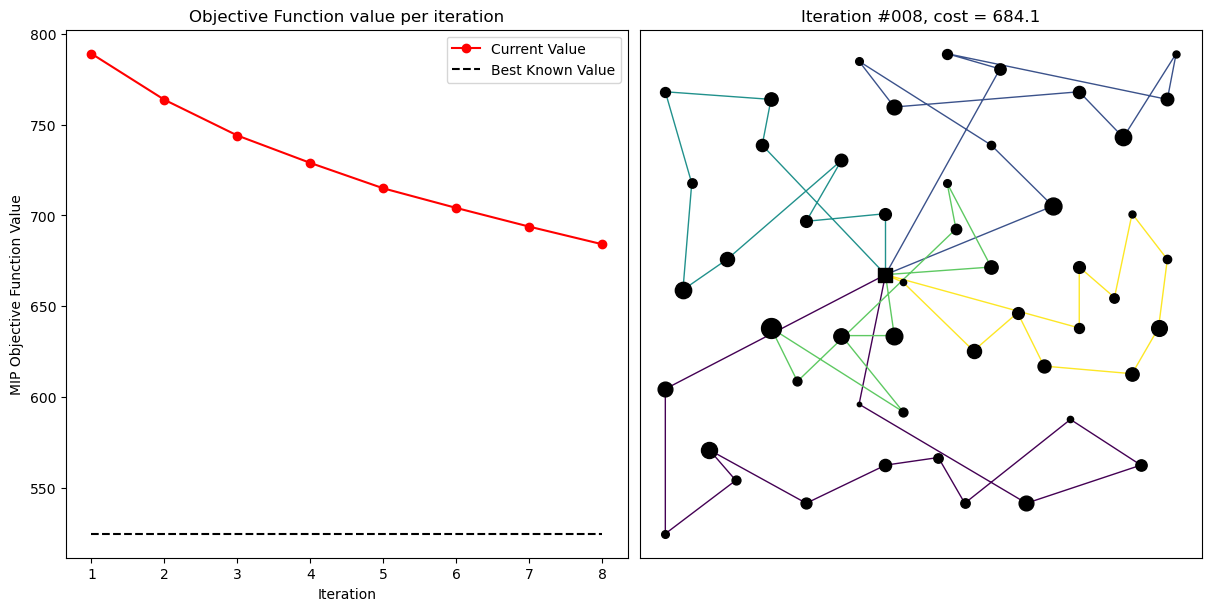 Objective Function value per iteration
Current Value
Best Known Value
800
750
700
650
600
550
MIP Objective Function Value
1 2 3 4 5 6 7 8
Iteration
Iteration #008, cost = 684.1